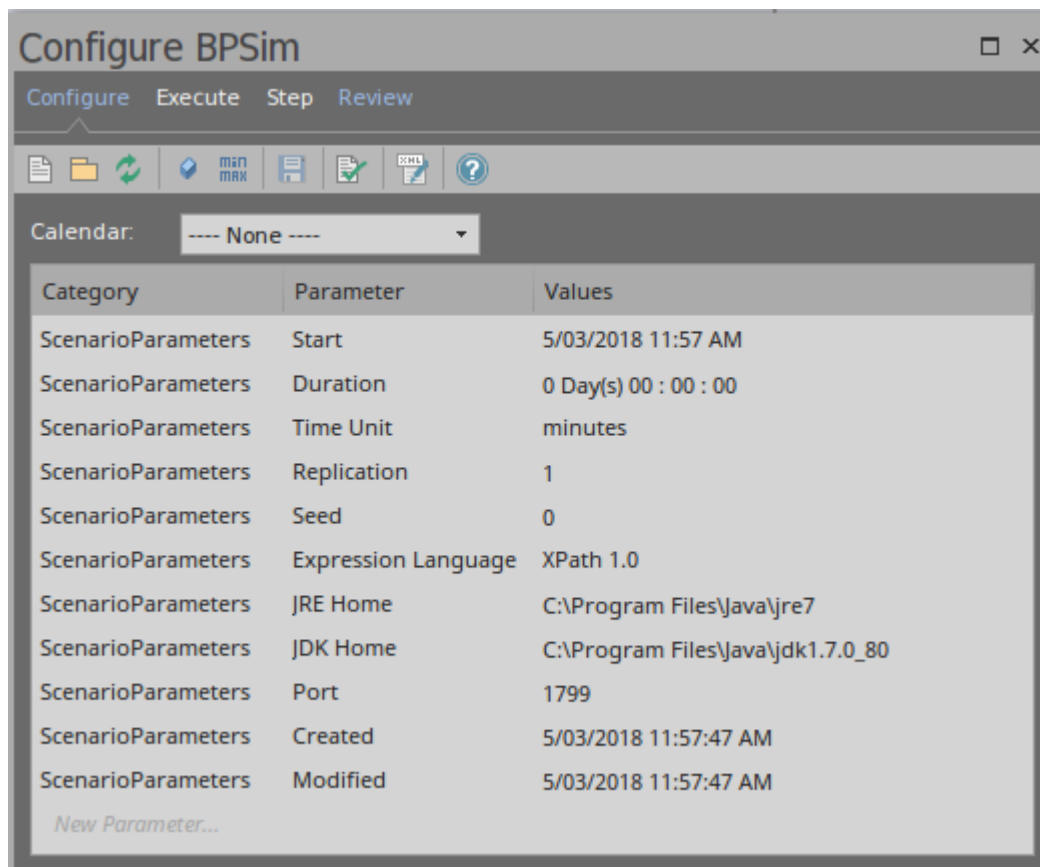 Configure BPSim
Configure Execute Step Review
min max XML ?
Calendar: ---- None ----
Category Parameter Values
ScenarioParameters Start 5/03/2018 11:57 AM
ScenarioParameters Duration 0 Day(s) 00 : 00 : 00
ScenarioParameters Time Unit minutes
ScenarioParameters Replication 1
ScenarioParameters Seed 0
ScenarioParameters Expression Language XPath 1.0
ScenarioParameters JRE Home C:\Program Files\Java\jre7
ScenarioParameters JDK Home C:\Program Files\Java\jdk1.7.0_80
ScenarioParameters Port 1799
ScenarioParameters Created 5/03/2018 11:57:47 AM
ScenarioParameters Modified 5/03/2018 11:57:47 AM
New Parameter...